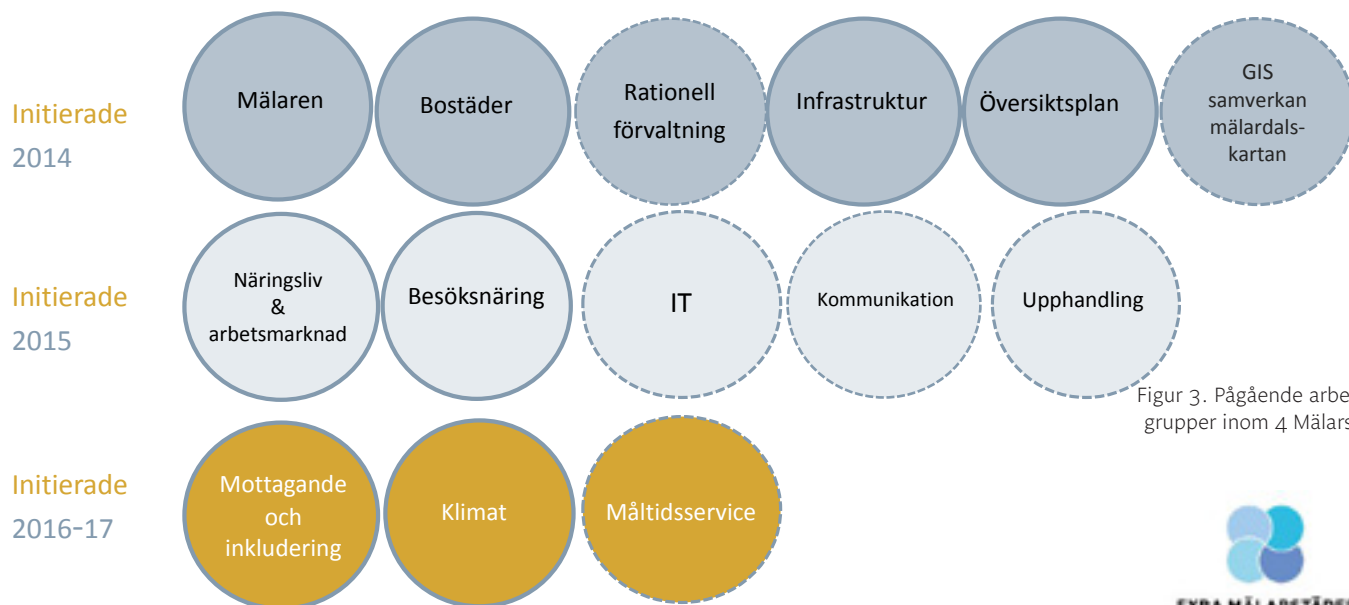 Initierade
2014
Mälaren
Bostäder
Rationell
förvaltning
Infrastruktur
Översiktsplan
GIS
samverkan
mälardals-
kartan
Initierade
2015
Näringsliv
&
arbetsmarknad
Besöksnäring
IT
Kommunikation
Upphandling
Figur 3. Pågående arbe
grupper inom 4 Mälars
Initierade
2016-17
Mottagande
och
inkludering
Klimat
Måltidsservice